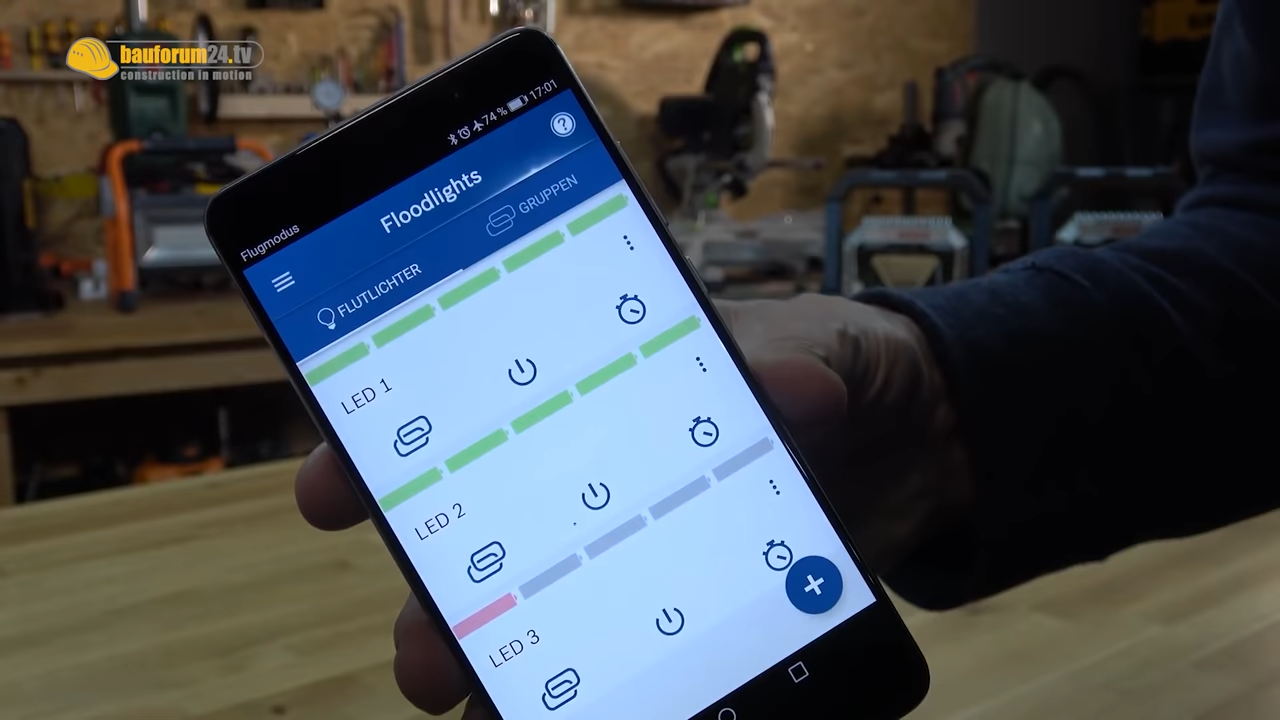 bauforum24.tv
construction in motion
Flugmodus
74 % 17:01
Floodlights
?
FLUTLICHTER
GRUPPEN
LED 1
LED 2
LED 3